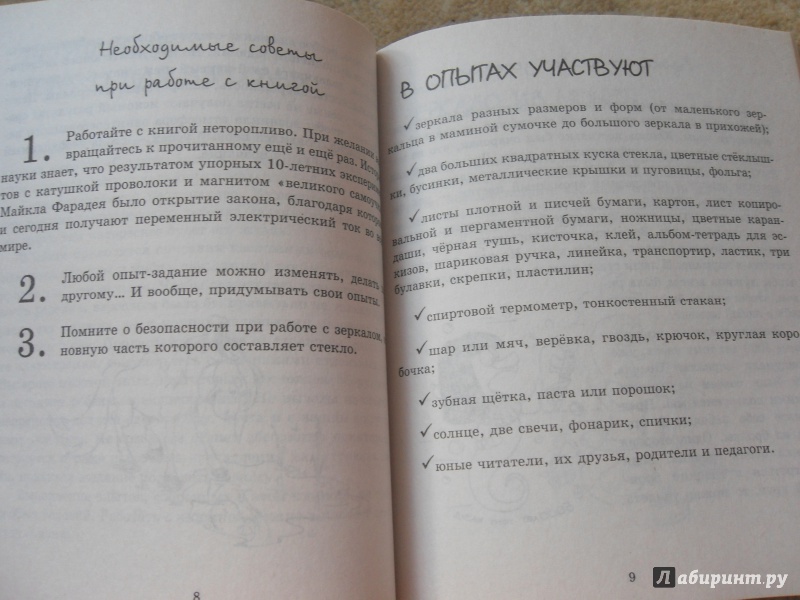 Необходимые советы
при работе с книгой
1. Работайте с книгой неторопливо. При желании
вращайтесь к прочитанному ещё и ещё раз.
науки знает, что результатом упорных 10-летних
тов с катушкой проволоки и магнитом «великого
Майкла Фарадея было открытие закона, благодаря
и сегодня получают переменный электрический ток во
мире.
2. Любой опыт-задание можно изменять,
другому... И вообще, придумывать свои опыты.
3. Помните о безопасности при работе с зеркалом,
новную часть которого составляет стекло.
8
В ОПЫТАХ УЧАСТВУЮТ
✓зеркала разных размеров и форм (от маленького зер-
кальца в маминой сумочке до большого зеркала в прихожей);
✓два больших квадратных куска стекла, цветные стёклыш-
ки, бусинки, металлические крышки и пуговицы, фольга;
✓листы плотной и писчей бумаги, картон, лист копиро-
вальной и пергаментной бумаги, ножницы, цветные каран-
даши, чёрная тушь, кисточка, клей, альбом-тетрадь для эс-
кизов, шариковая ручка, линейка, транспортир, ластик, три
булавки, скрепки, пластилин;
✓спиртовой термометр, тонкостенный стакан;
✓шар или мяч, верёвка, гвоздь, крючок, круглая коро
бочка;
✓зубная щётка, паста или порошок;
✓солнце, две свечи, фонарик, спички;
✓юные читатели, их друзья, родители и педагоги.
9
Лабиринт.ру